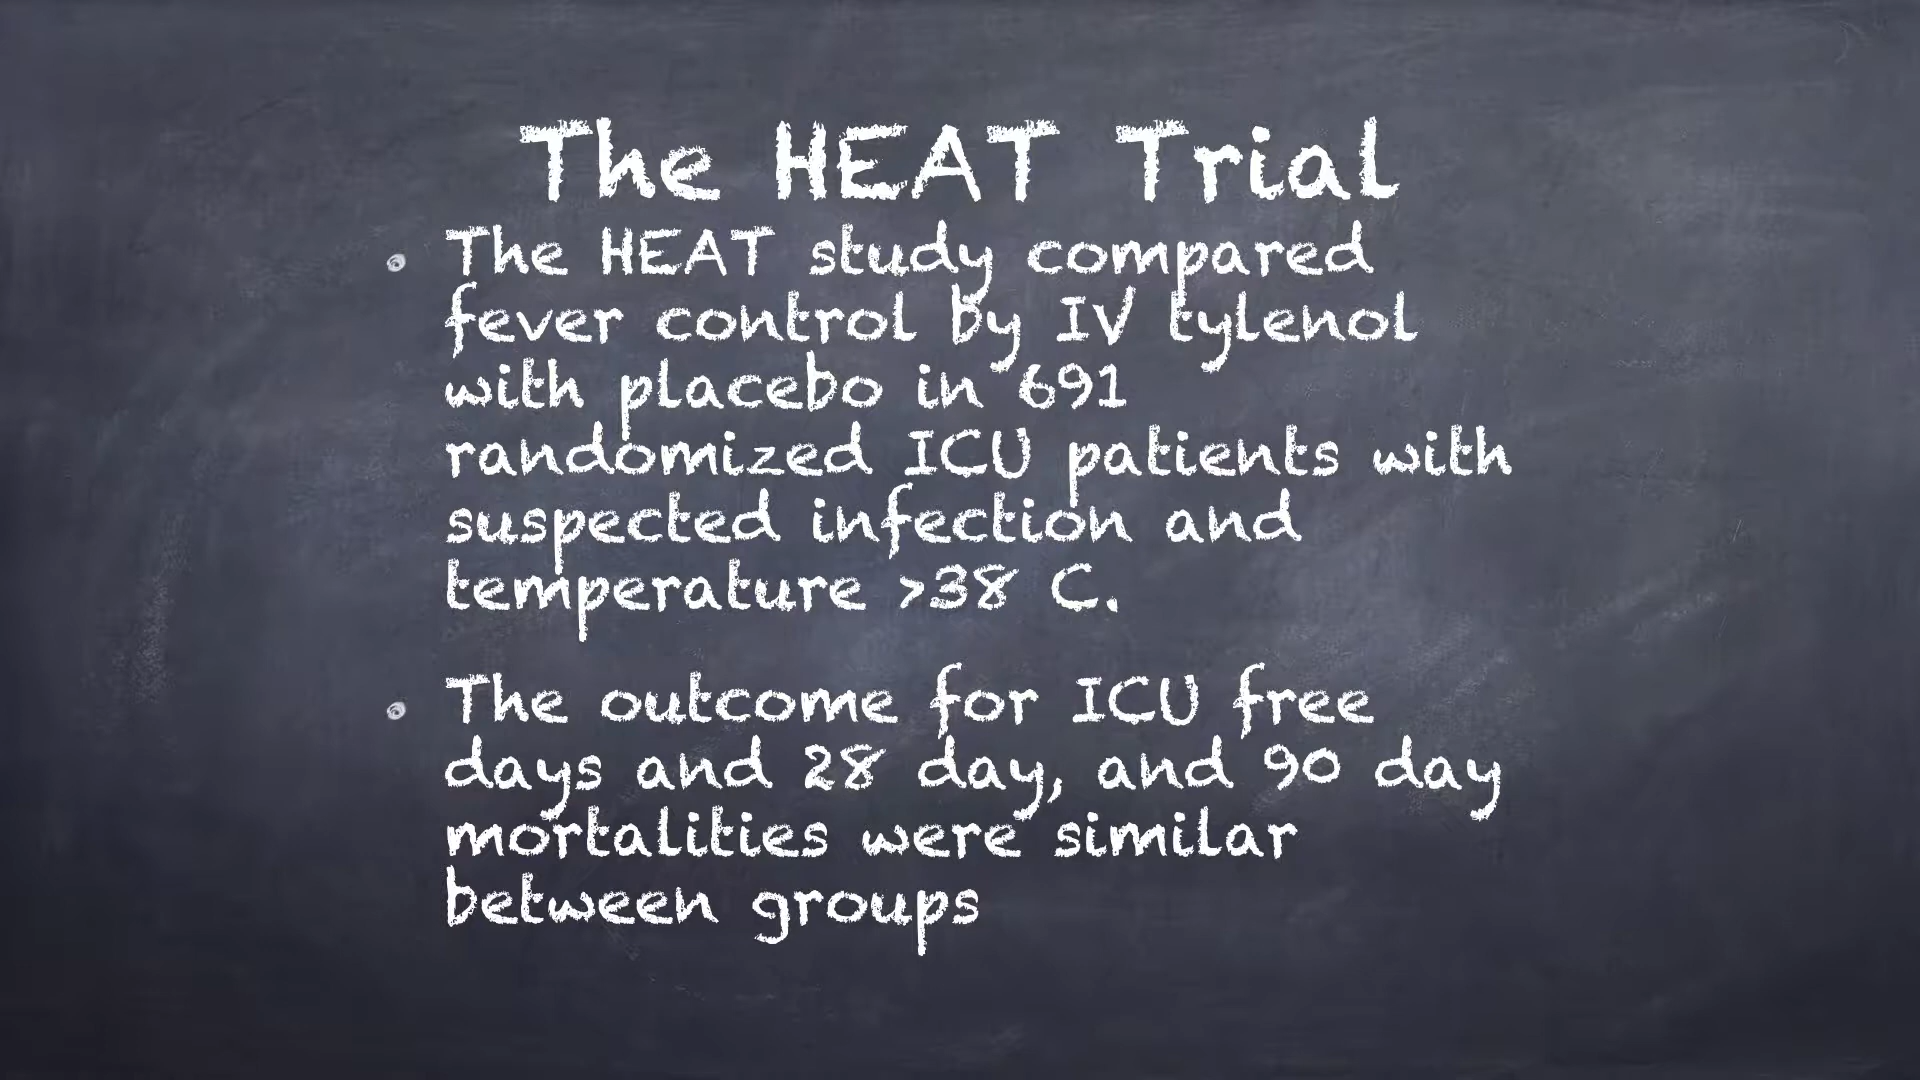 The HEAT Trial
The HEAT study compared
fever control by IV tylenol
with placebo in 691
randomized ICU patients with
suspected infection and
temperature >38 C.
The outcome for ICU free
days and 28 day, and 90 day
mortalities were similar
between groups